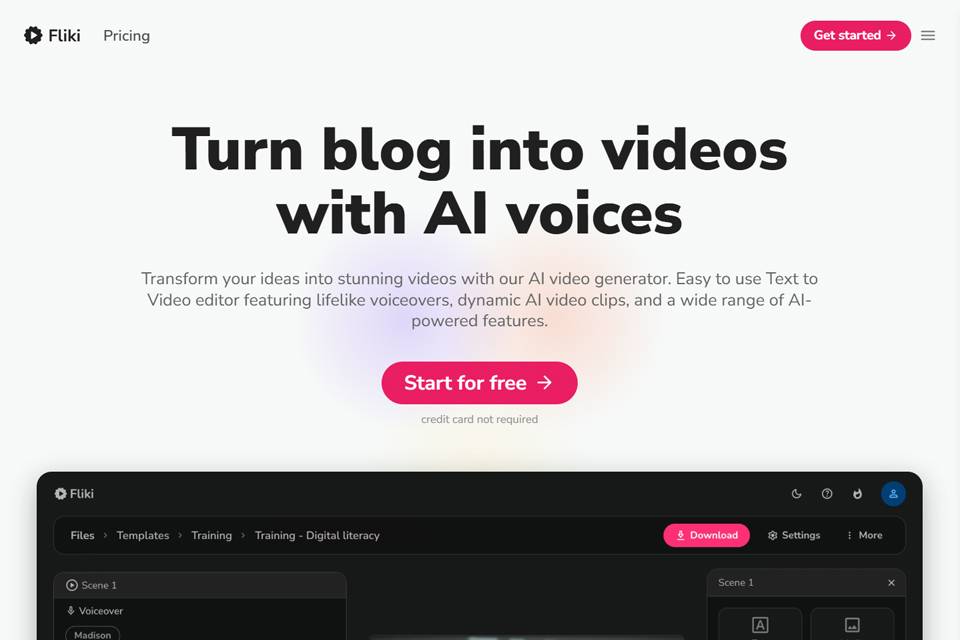 Fliki
Pricing
Get started →
Turn blog into videos
with AI voices
Transform your ideas into stunning videos with our AI video generator. Easy to use Text to
Video editor featuring lifelike voiceovers, dynamic AI video clips, and a wide range of AI-
powered features.
Start for free →
credit card not required
Fliki
Files › Templates › Training › Training - Digital literacy
Download
Settings
More
Scene 1
Voiceover
Madison
Scene 1